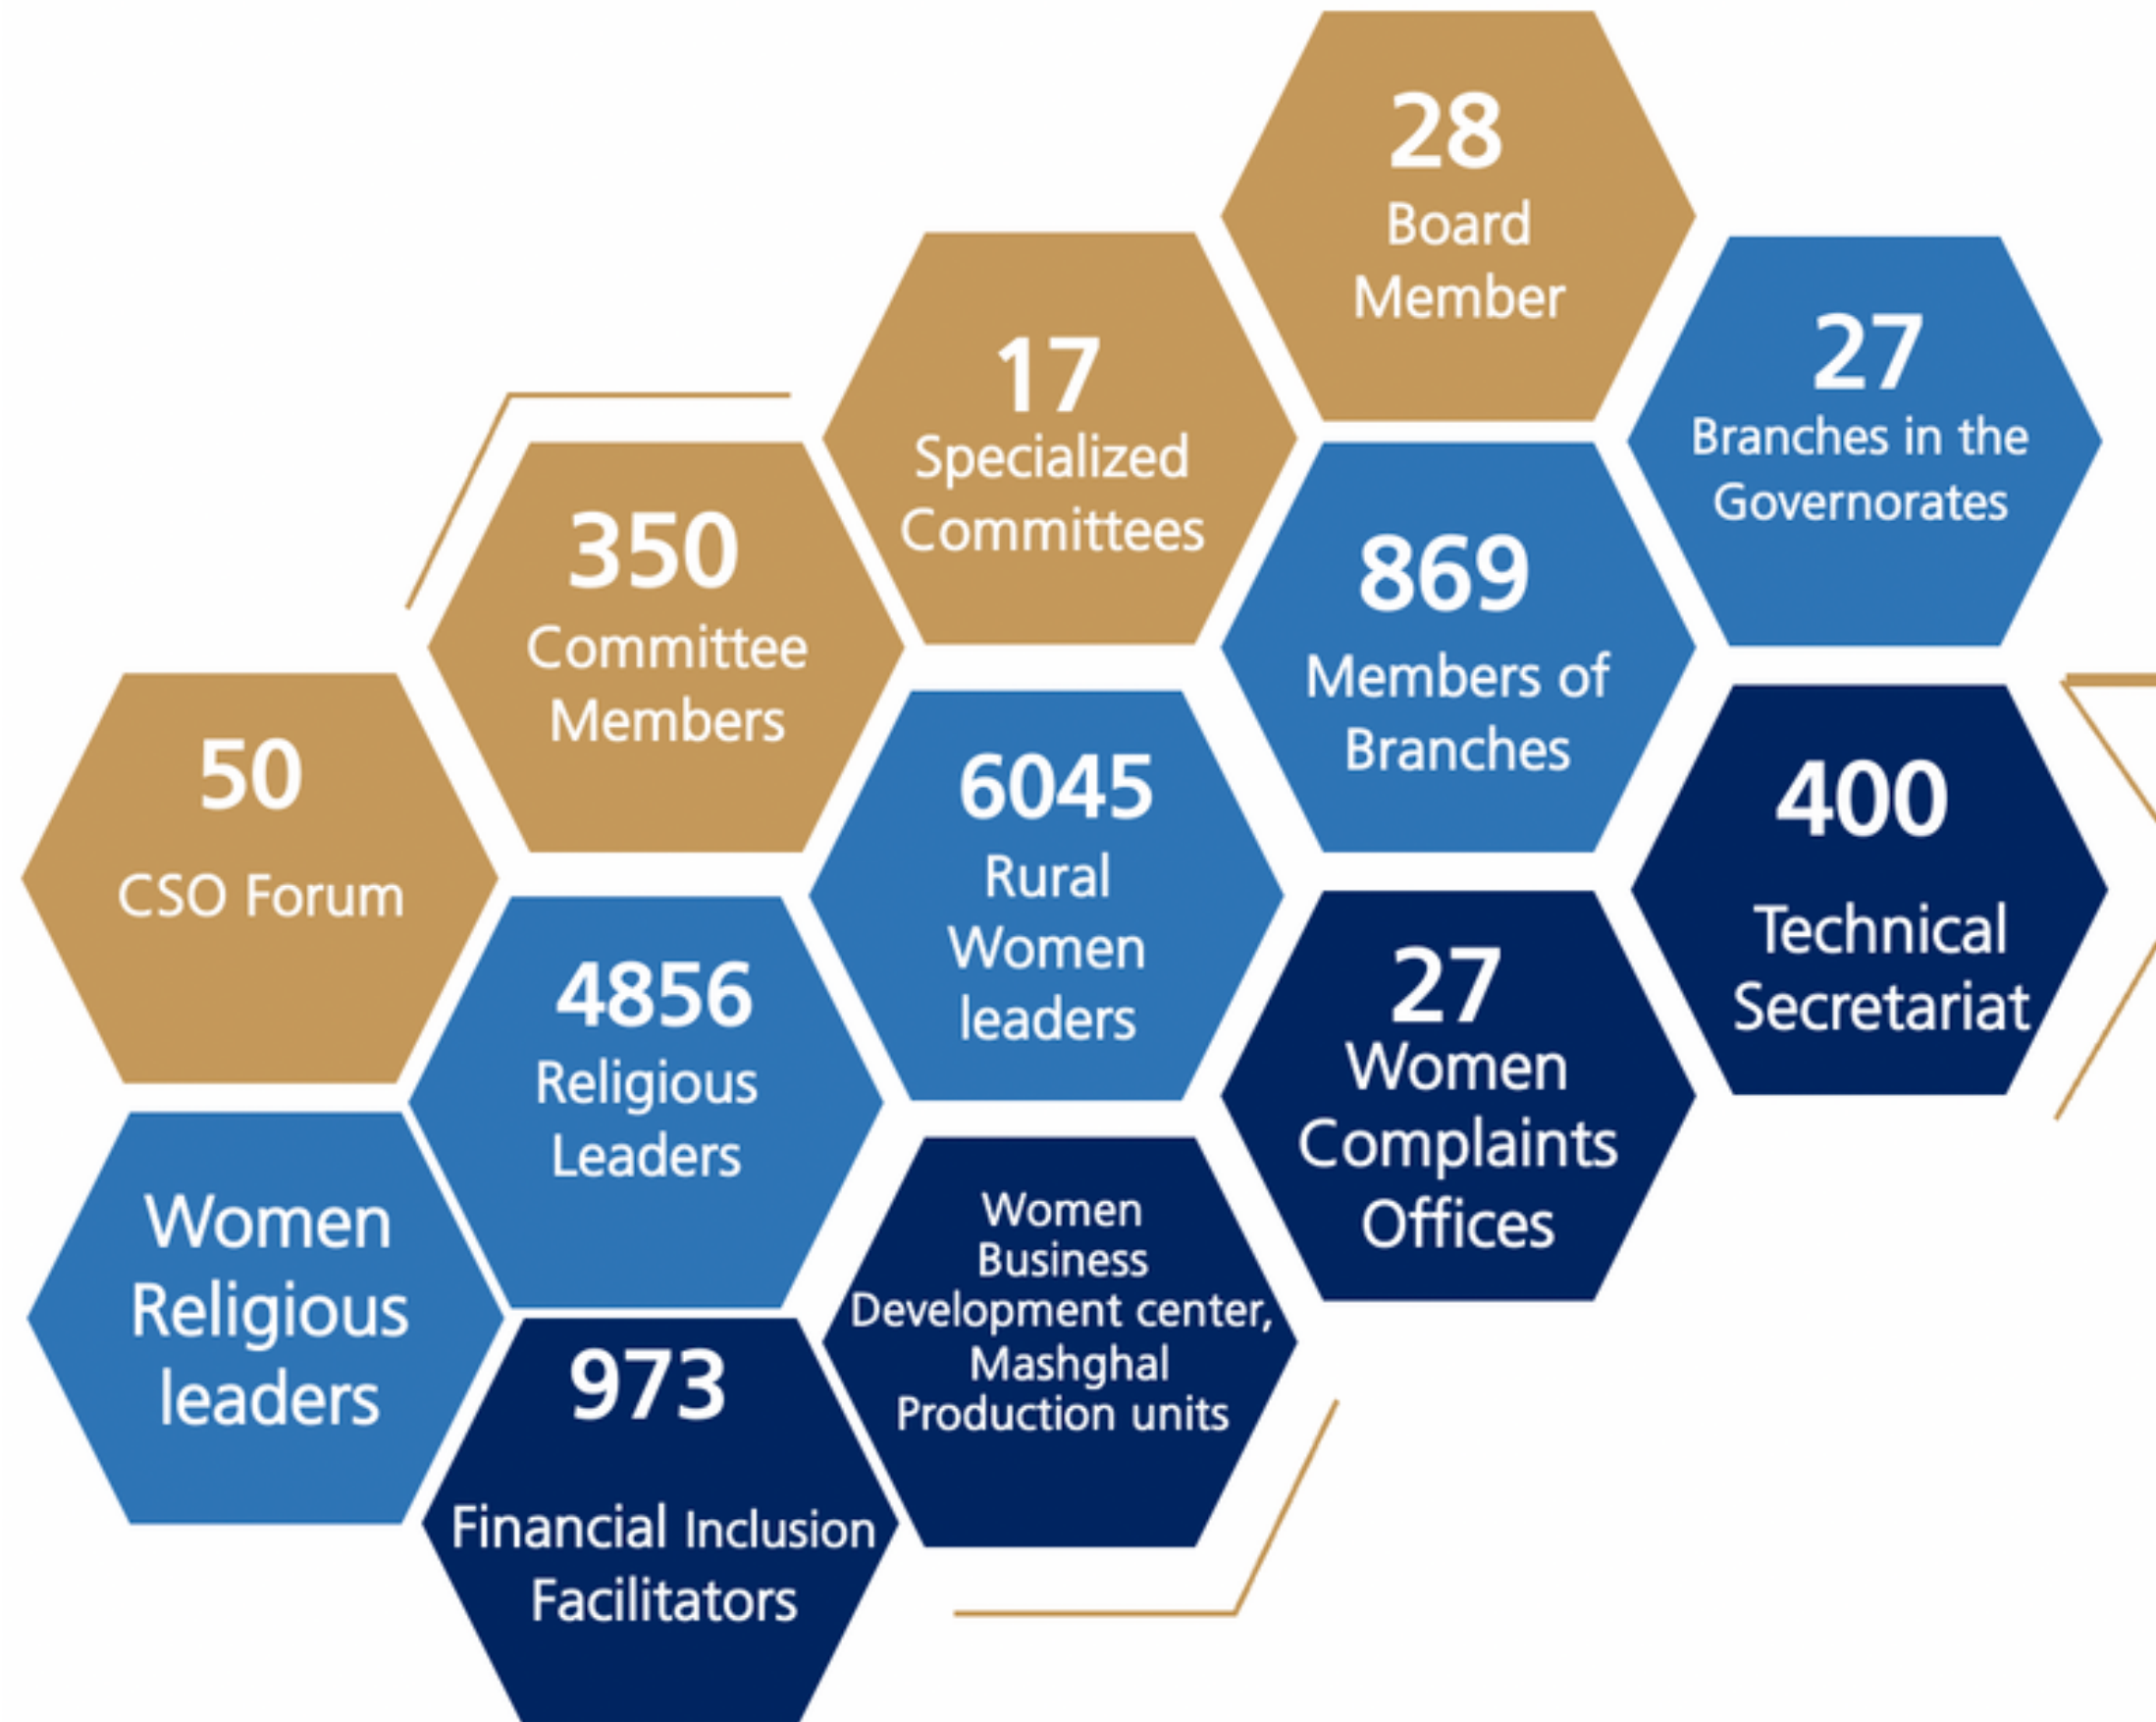 28
Board
Member
17
Specialized
Committees
27
Branches in the
Governorates
350
Committee
Members
869
Members of
Branches
50
CSO Forum
6045
Rural
Women
leaders
400
Technical
Secretariat
4856
Religious
Leaders
27
Women
Complaints
Offices
Women
Religious
leaders
Women
Business
Development center,
Mashghal
Production units
973
Financial Inclusion
Facilitators